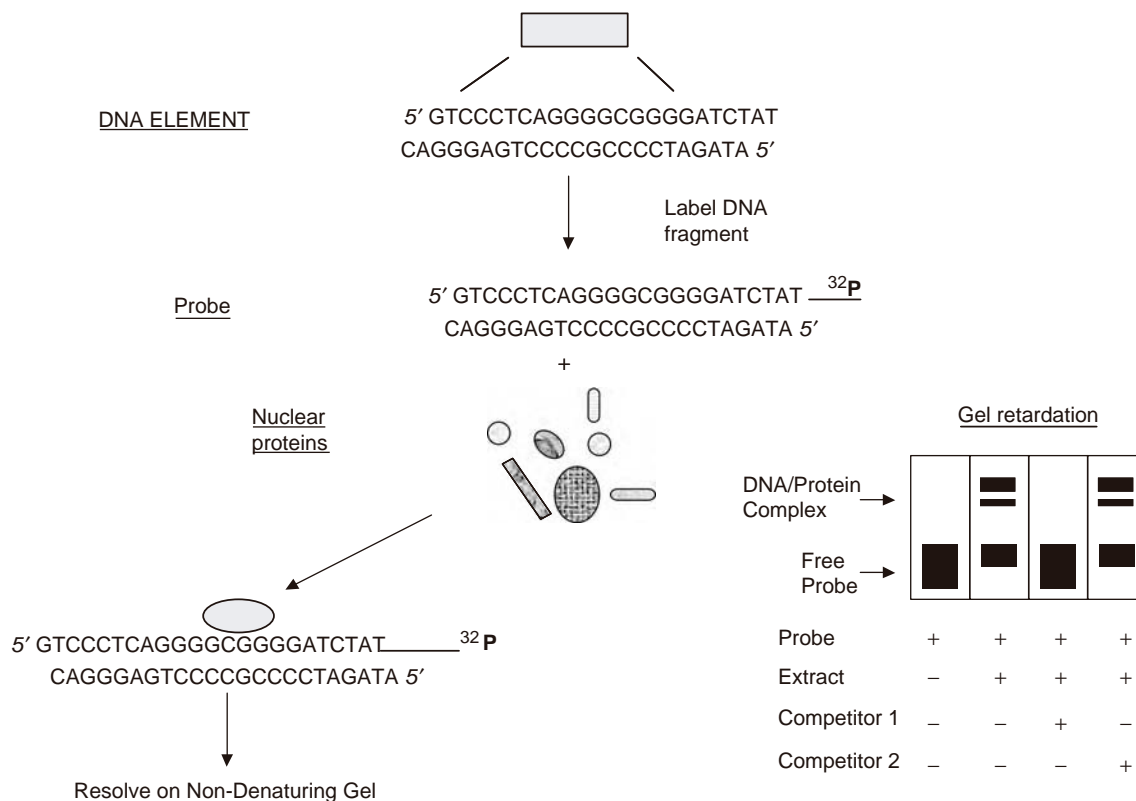 DNA ELEMENT
5′ GTCCCTCAGGGGCGGGGATCTAT
CAGGGAGTCCCCGCCCCTAGATA 5′
Label DNA
fragment
Probe
5′ GTCCCTCAGGGGCGGGGATCTAT 32P
CAGGGAGTCCCCGCCCCTAGATA 5′
+
Nuclear
proteins
5′ GTCCCTCAGGGGCGGGGATCTAT 32P
CAGGGAGTCCCCGCCCCTAGATA 5′
Resolve on Non-Denaturing Gel
Gel retardation
DNA/Protein
Complex
Free
Probe
Probe + + + +
Extract – + + +
Competitor 1 – – + –
Competitor 2 – – – +